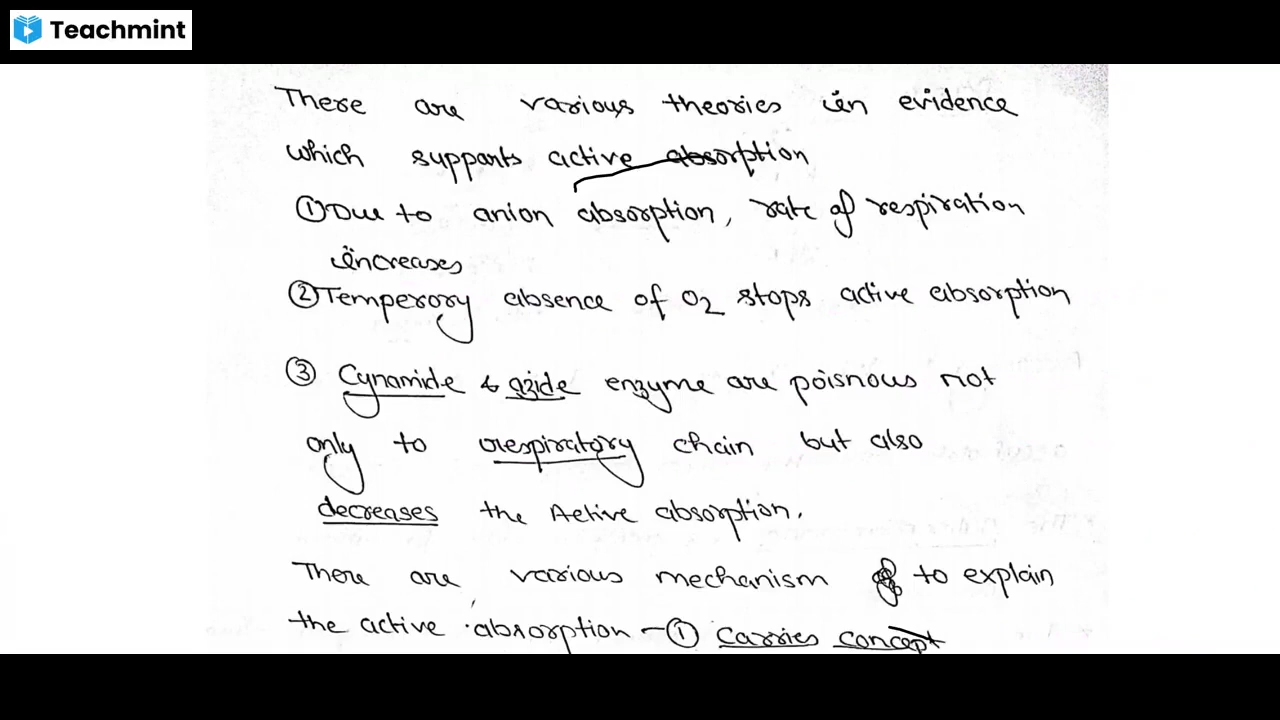 Teachmint
There are various theories in evidence
which supports active absorption
① Due to anion absorption, rate of respiration
increases
② Temperory absence of O2 stops active absorption
③ Cynamide & azide enzyme are poisnous not
only to respiratory chain but also
decreases the Active absorption.
There are various mechanism to explain
the active absorption - ① Carries concept